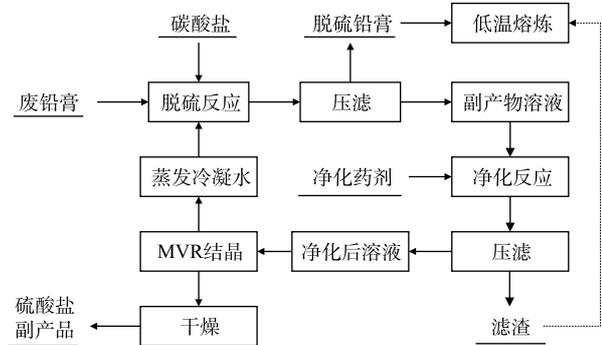 碳酸盐
脱硫铅膏
低温熔炼
废铅膏
脱硫反应
压滤
副产物溶液
蒸发冷凝水
净化药剂
净化反应
MVR结晶
净化后溶液
压滤
硫酸盐
副产品
干燥
滤渣